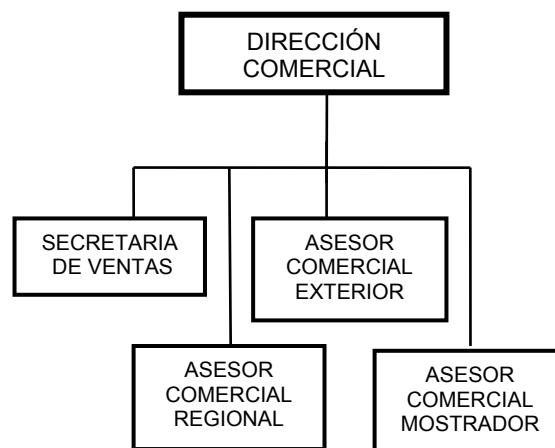 DIRECCIÓN
COMERCIAL
SECRETARIA
DE VENTAS
ASESOR
COMERCIAL
EXTERIOR
ASESOR
COMERCIAL
REGIONAL
ASESOR
COMERCIAL
MOSTRADOR